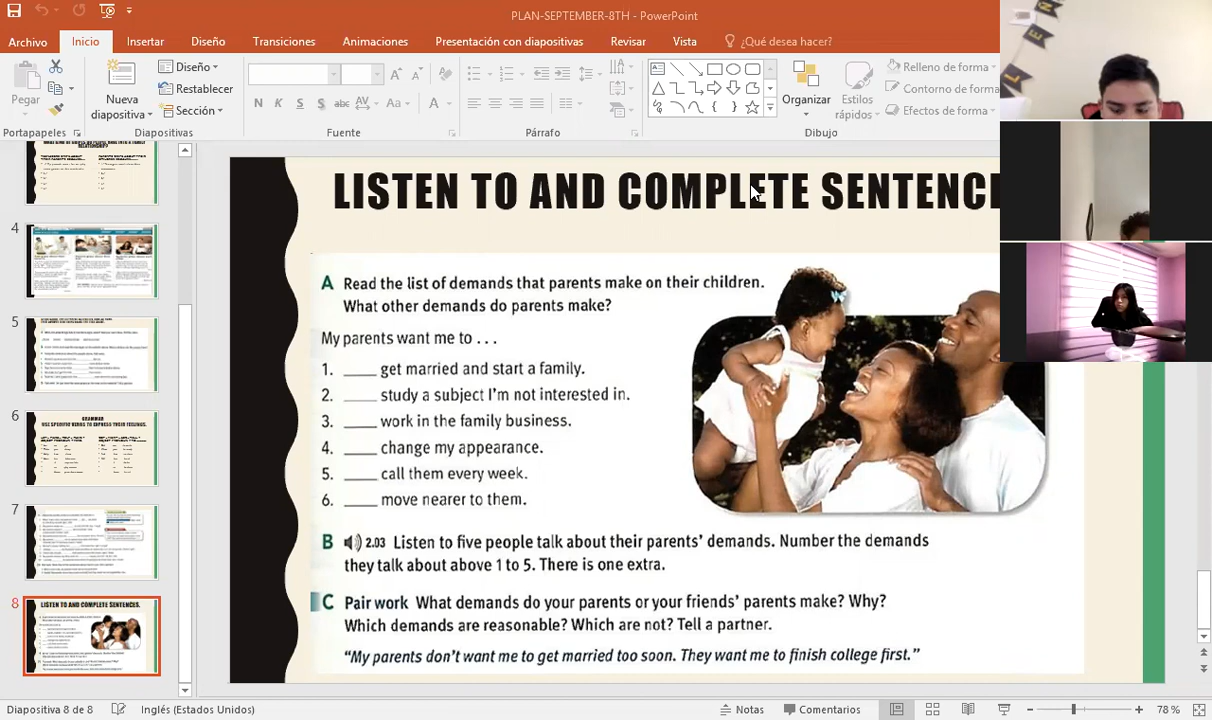 PLAN-SEPTEMBER-8TH - PowerPoint
Archivo Inicio Insertar Diseño Transiciones Animaciones Presentación con diapositivas Revisar Vista ¿Qué desea hacer?
Pegar
Nueva diapositiva
Diseño
Restablecer
Sección
N K S S abc AV Aa A
Organizar
Estilos rápidos
Relleno de forma
Contorno de forma
Efectos de forma
Portapapeles Diapositivas Fuente Párrafo Dibujo
4
5
6
GRAMMAR
7
8
LISTEN TO AND COMPLETE SENTENCES.
LISTEN TO AND COMPLETE SENTENC
A Read the list of demands that parents make on their children.
What other demands do parents make?
My parents want me to . . .
1. ____ get married and start a family.
2. ____ study a subject I'm not interested in.
3. ____ work in the family business.
4. ____ change my appearance.
5. ____ call them every week.
6. ____ move nearer to them.
B 2.03 Listen to five people talk about their parents' demands. Number the demands
they talk about above 1 to 5. There is one extra.
C Pair work What demands do your parents or your friends' parents make? Why?
Which demands are reasonable? Which are not? Tell a partner.
My parents don't want me to get married too soon. They want me to finish college first."
Diapositiva 8 de 8 Inglés (Estados Unidos) Notas Comentarios 78 %